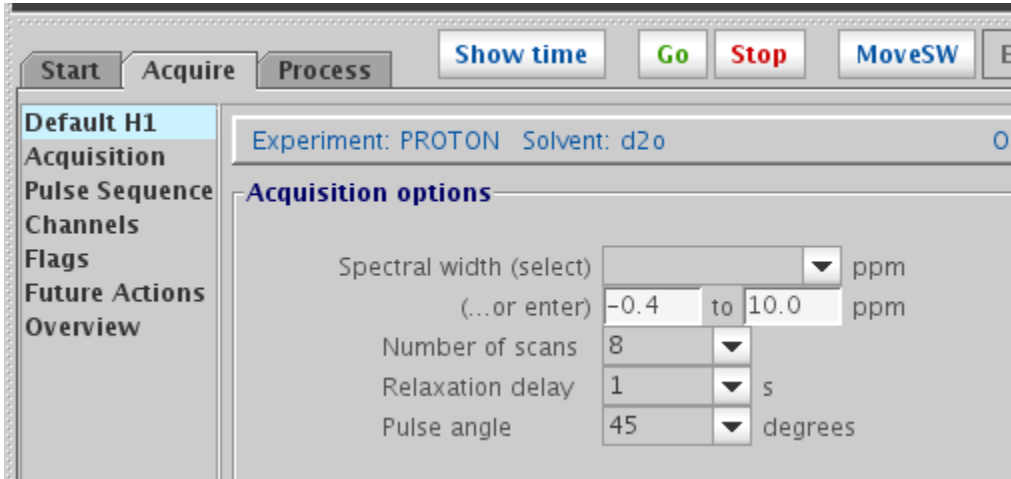 Start Acquire Process Show time Go Stop MoveSW E
Default H1
Acquisition
Pulse Sequence
Channels
Flags
Future Actions
Overview
Experiment: PROTON Solvent: d2o O
Acquisition options
Spectral width (select) ppm
(...or enter) -0.4 to 10.0 ppm
Number of scans 8
Relaxation delay 1 s
Pulse angle 45 degrees